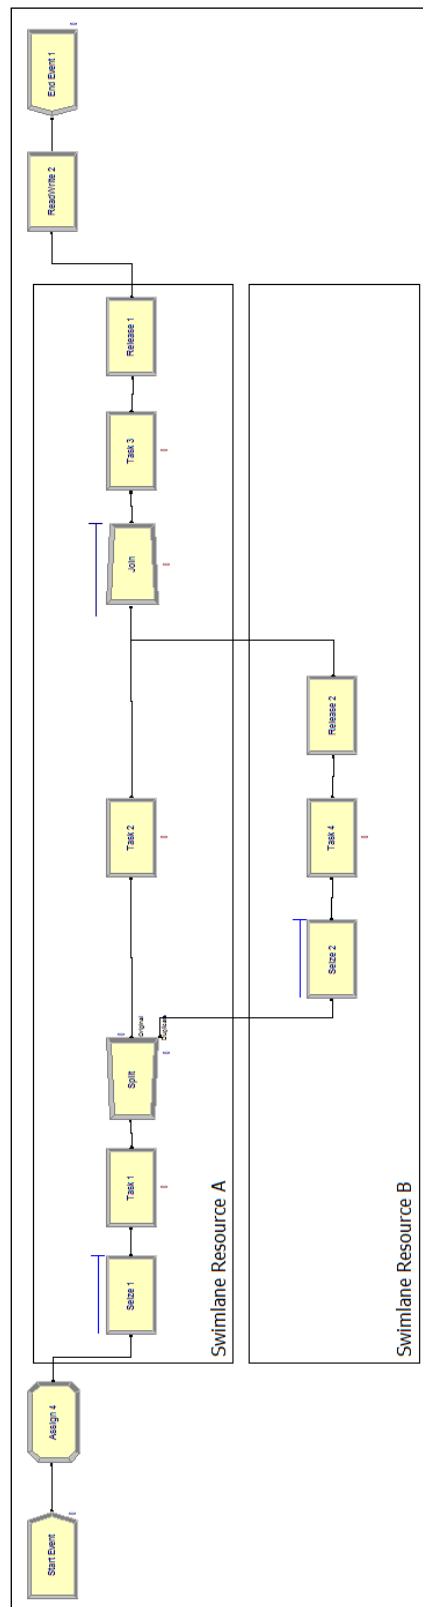 Start Event
Assign 4
Seize 1
Task 1
Split
Original
Duplicate
Task 2
Join
Task 3
Release 1
Swimlane Resource A
Seize 2
Task 4
Release 2
Swimlane Resource B
ReadWrite 2
End Event 1